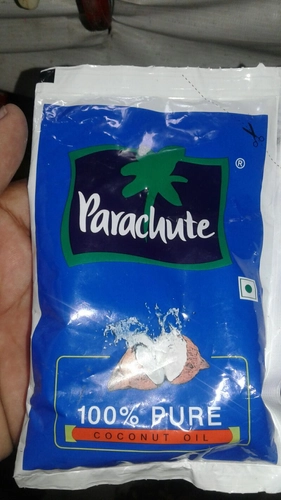 ®
Parachute
100% PURE
COCONUT OIL